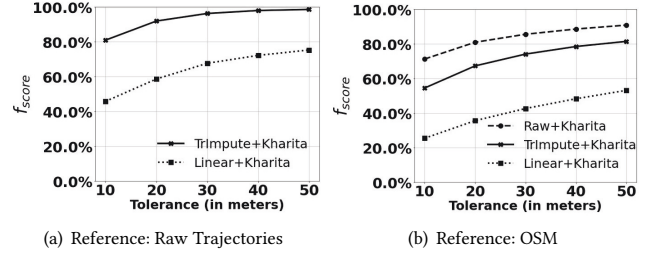 100.0%
80.0%
60.0%
40.0%
20.0%
0.0%
fscore
TrImpute+Kharita
Linear+Kharita
10 20 30 40 50
Tolerance (in meters)
(a) Reference: Raw Trajectories
100.0%
80.0%
60.0%
40.0%
20.0%
0.0%
fscore
Raw+Kharita
TrImpute+Kharita
Linear+Kharita
10 20 30 40 50
Tolerance (in meters)
(b) Reference: OSM